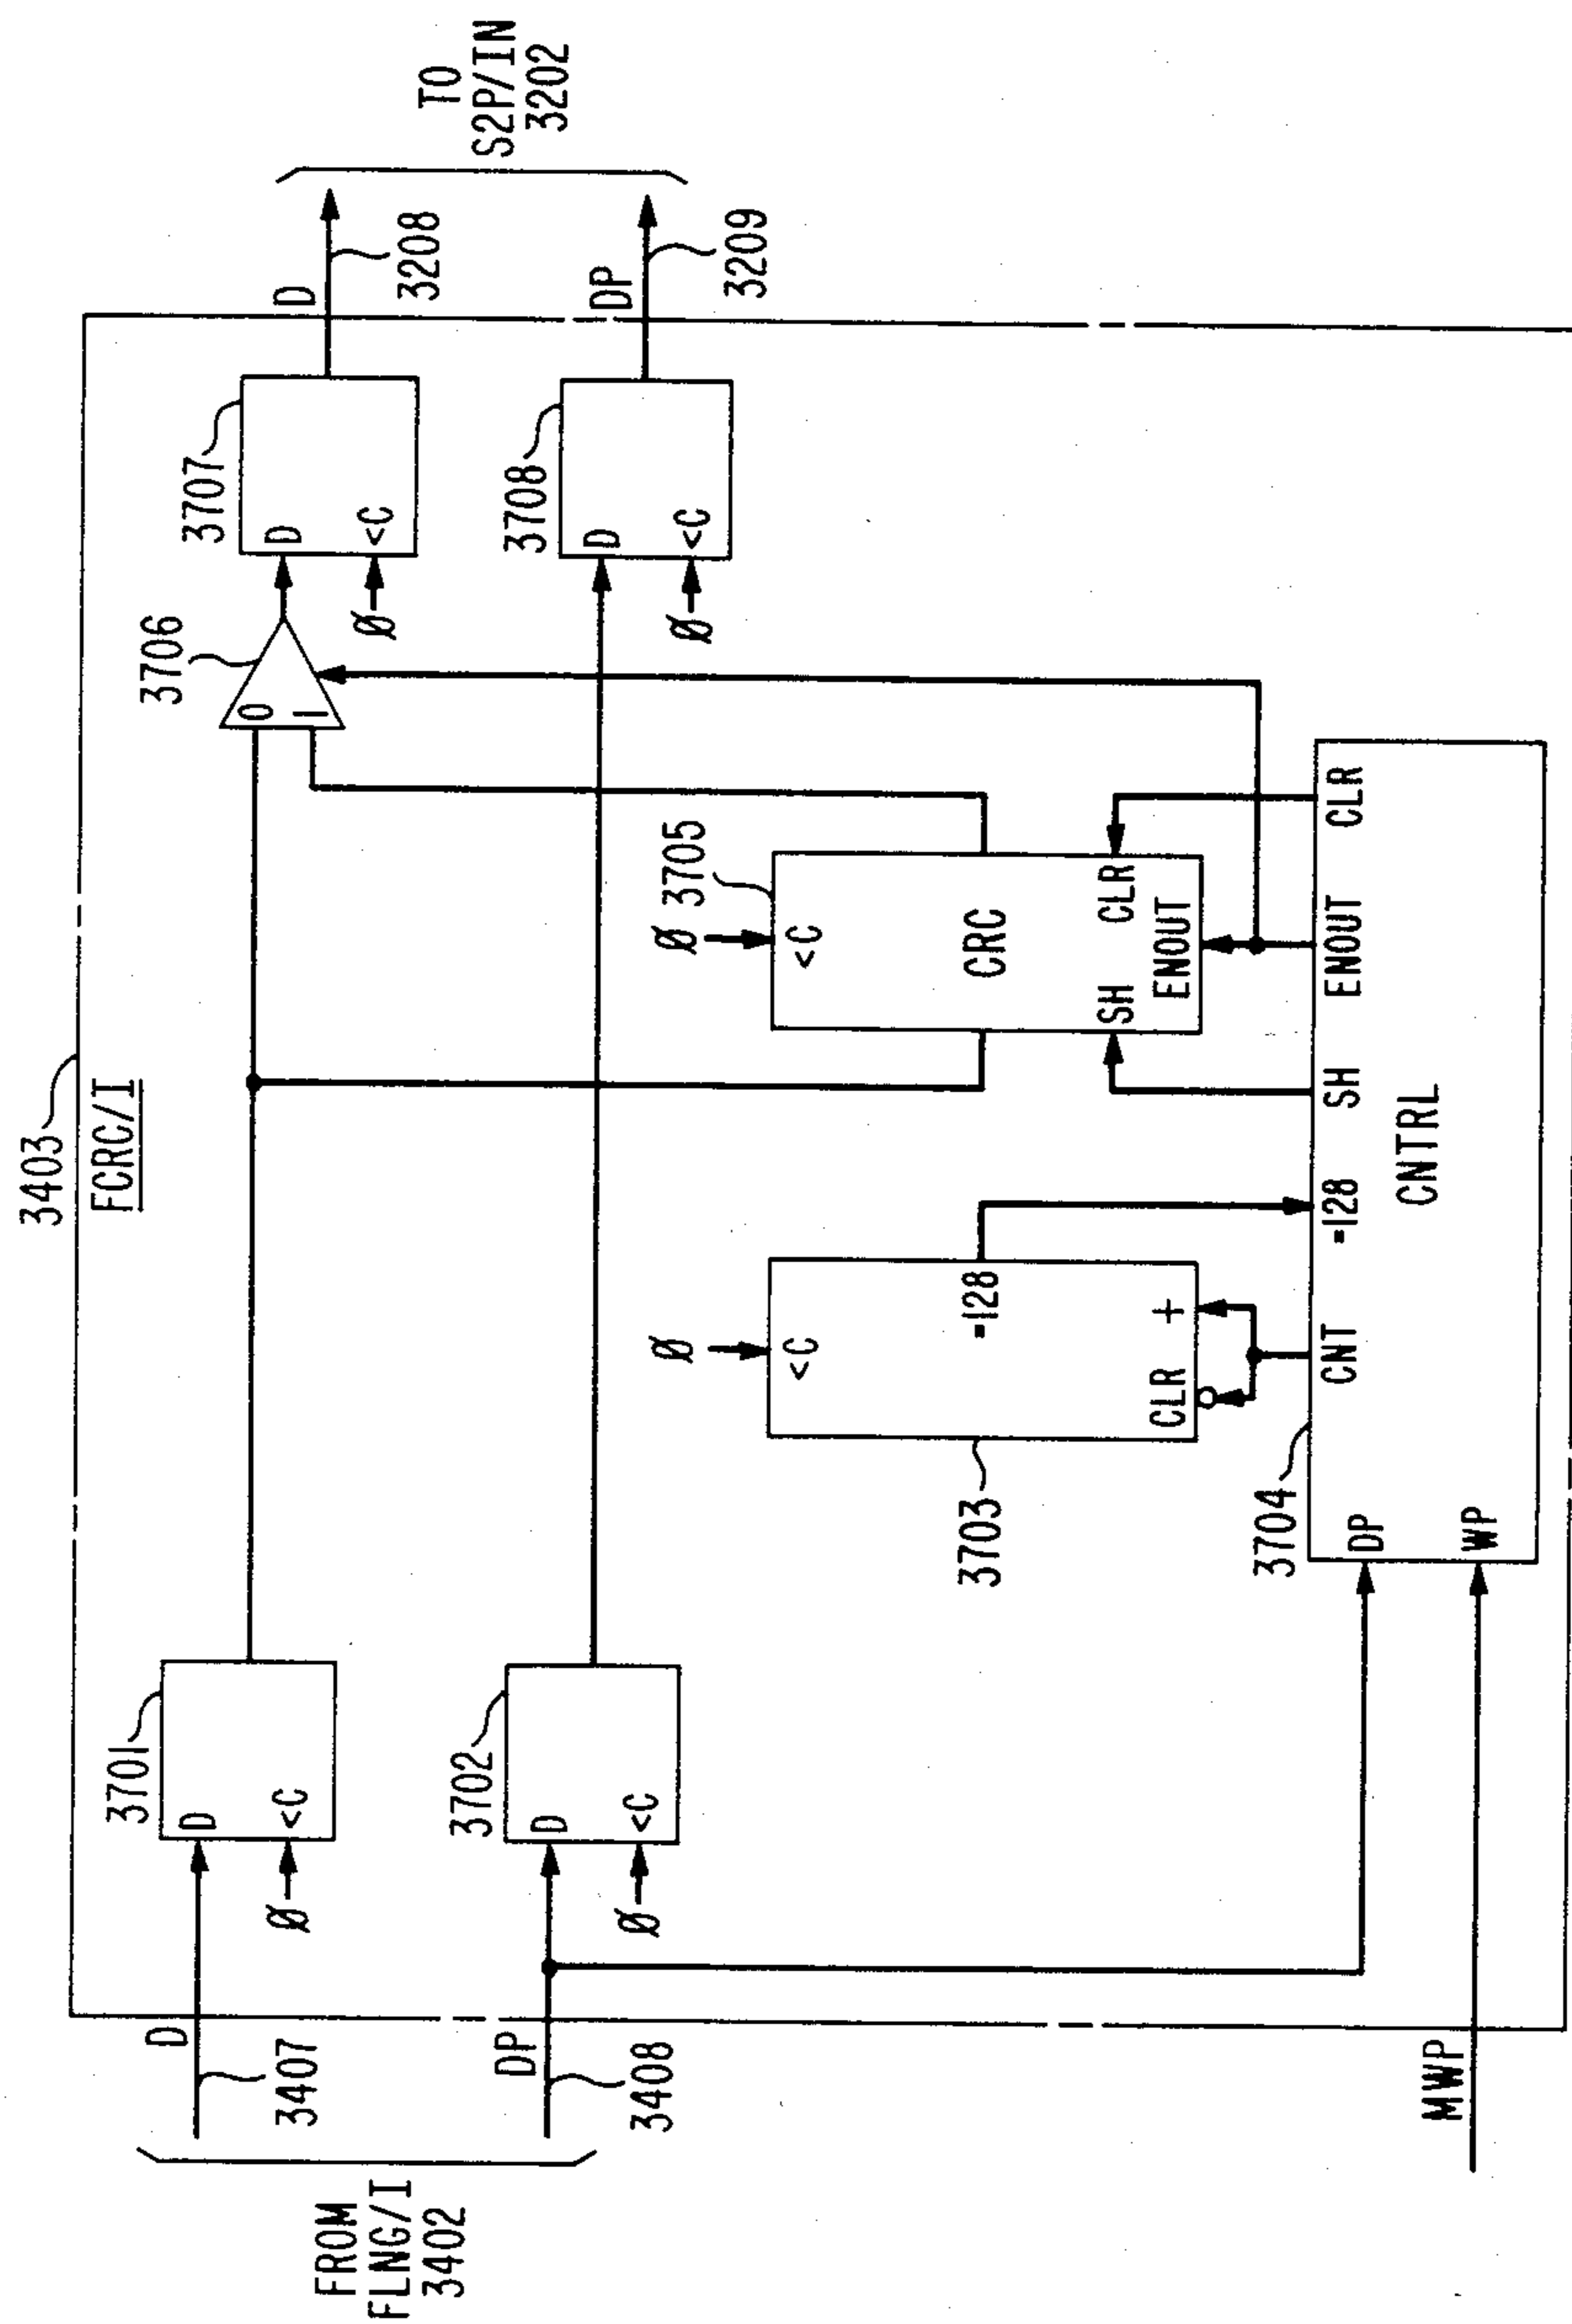 3403
FCRC/I
FROM
FLNG/I
3402
D
3407
DP
3408
MWP
3701
D
<C
Ø
3702
D
<C
Ø
3703
<C
Ø
=128
CLR
+
3704
DP
WP
CNT
=128
SH
ENOUT
CLR
CNTRL
3705
Ø
<C
CRC
SH
CLR
ENOUT
3706
0
1
3707
D
<C
Ø
3708
D
<C
Ø
D
3208
DP
3209
TO
S2P/IN
3202